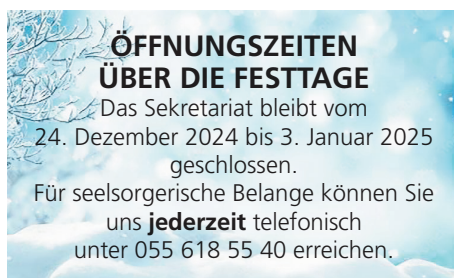 ÖFFNUNGSZEITEN
ÜBER DIE FESTTAGE
Das Sekretariat bleibt vom
24. Dezember 2024 bis 3. Januar 2025
geschlossen.
Für seelsorgerische Belange können Sie
uns jederzeit telefonisch
unter 055 618 55 40 erreichen.